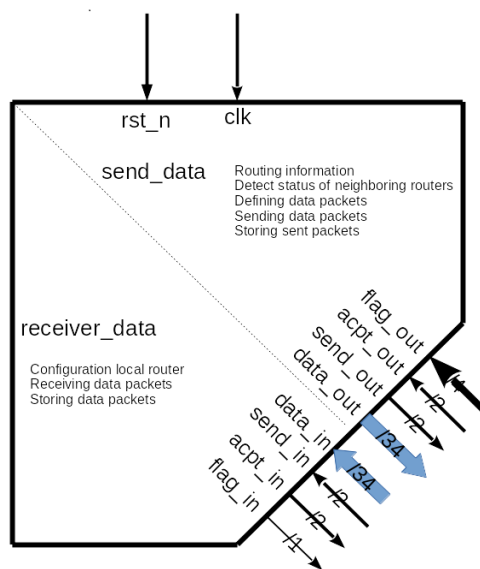 rst_n
clk
send_data
Routing information
Detect status of neighboring routers
Defining data packets
Sending data packets
Storing sent packets
receiver_data
Configuration local router
Receiving data packets
Storing data packets
flag_out
acpt_out
send_out
data_out
data_in
send_in
acpt_in
flag_in
/2
/2
/34
/34
/2
/2
/1